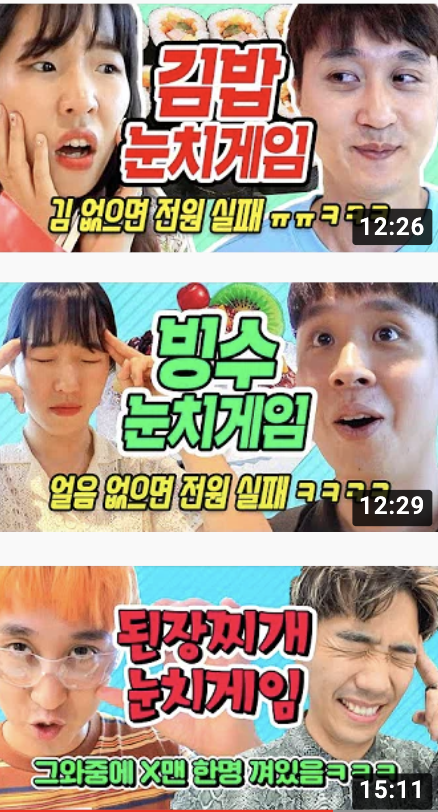 김밥
눈치게임
김 없으면 전원 실패 ㅠㅠㅋㅋㅋ
12:26
빙수
눈치게임
얼음 없으면 전원 실패 ㅋㅋㅋㅋ
12:29
된장찌개
눈치게임
그와중에 X맨 한명 껴있음ㅋㅋㅋ
15:11